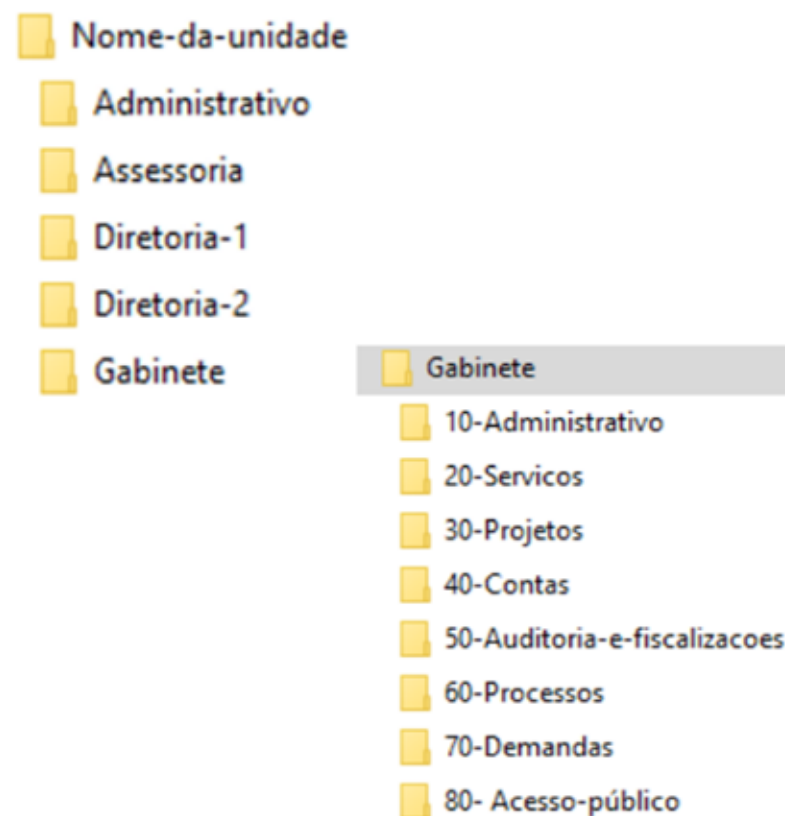 Nome-da-unidade
Administrativo
Assessoria
Diretoria-1
Diretoria-2
Gabinete
Gabinete
10-Administrativo
20-Servicos
30-Projetos
40-Contas
50-Auditoria-e-fiscalizacoes
60-Processos
70-Demandas
80- Acesso-público